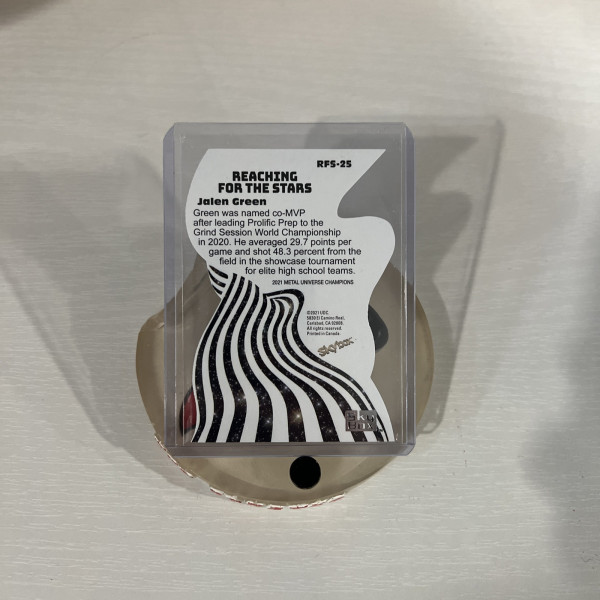 RFS-25
REACHING
FOR THE STARS
Jalen Green
Green was named co-MVP
after leading Prolific Prep to the
Grind Session World Championship
in 2020. He averaged 29.7 points per
game and shot 48.3 percent from the
field in the showcase tournament
for elite high school teams.
2021 METAL UNIVERSE CHAMPIONS
©2021 UDC.
5830 El Camino Real,
Carlsbad, CA 92008.
All rights reserved.
Printed in Canada.
Skybox
SKY
BOX